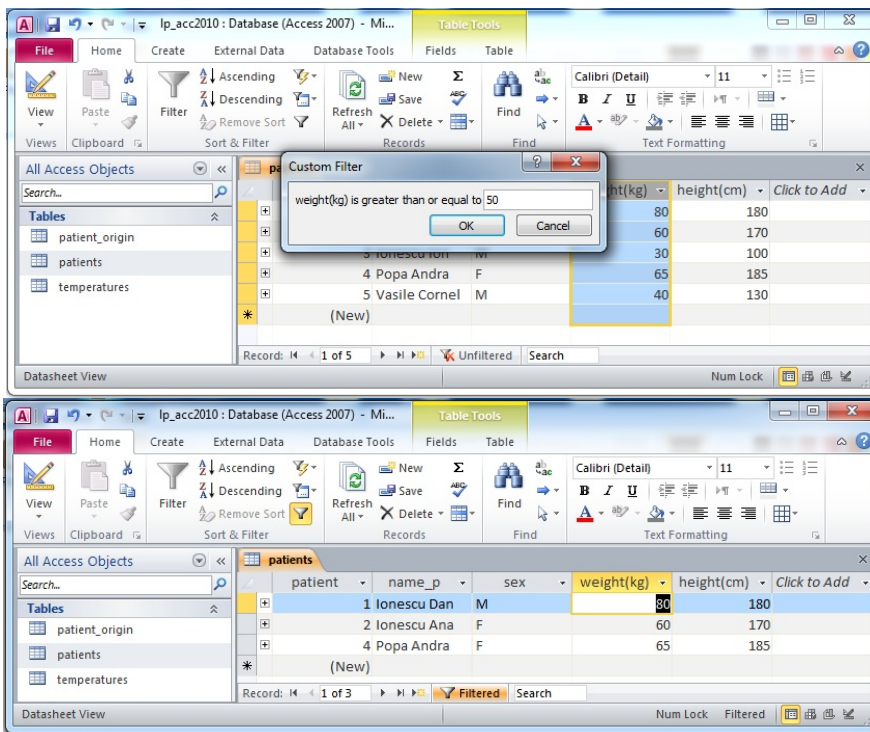 lp_acc2010 : Database (Access 2007) - Mi... Table Tools
File Home Create External Data Database Tools Fields Table
View Paste Filter Ascending Descending Remove Sort Refresh All New Save Delete Find Calibri (Detail) 11
Views Clipboard Sort & Filter Records Find Text Formatting
All Access Objects
Custom Filter
Search...
weight(kg) is greater than or equal to 50
OK Cancel
ht(kg) height(cm) Click to Add
Tables
patient_origin
patients
temperatures
80 180
60 170
3 Ionescu Ion M 30 100
4 Popa Andra F 65 185
5 Vasile Cornel M 40 130
(New)
Record: 1 of 5 Unfiltered Search
Datasheet View Num Lock
lp_acc2010 : Database (Access 2007) - Mi... Table Tools
File Home Create External Data Database Tools Fields Table
View Paste Filter Ascending Descending Remove Sort Refresh All New Save Delete Find Calibri (Detail) 11
Views Clipboard Sort & Filter Records Find Text Formatting
All Access Objects
patients
Search...
Tables
patient_origin
patients
temperatures
patient name_p sex weight(kg) height(cm) Click to Add
1 Ionescu Dan M 80 180
2 Ionescu Ana F 60 170
4 Popa Andra F 65 185
(New)
Record: 1 of 3 Filtered Search
Datasheet View Num Lock Filtered